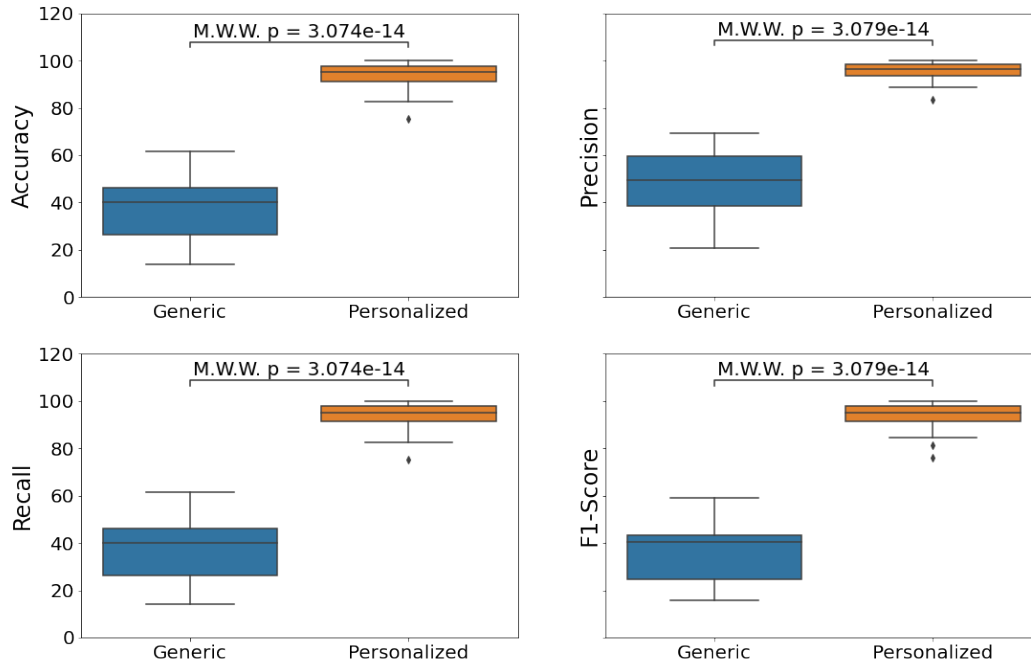 M.W.W. p = 3.074e-14
120
100
80
60
40
20
0
Accuracy
Generic
Personalized
M.W.W. p = 3.079e-14
Precision
Generic
Personalized
M.W.W. p = 3.074e-14
120
100
80
60
40
20
0
Recall
Generic
Personalized
M.W.W. p = 3.079e-14
F1-Score
Generic
Personalized